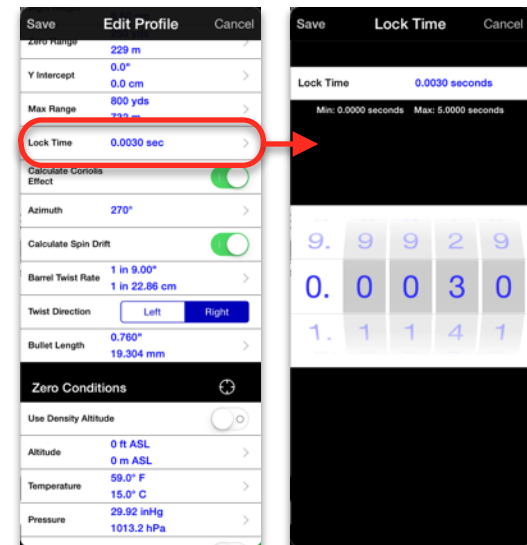 Save Edit Profile Cancel
Zero Range
229 m
Y Intercept
0.0"
0.0 cm
Max Range
800 yds
732 m
Lock Time 0.0030 sec
Calculate Coriolis
Effect
Azimuth 270°
Calculate Spin Drift
Barrel Twist Rate
1 in 9.00"
1 in 22.86 cm
Twist Direction Left Right
Bullet Length
0.760"
19.304 mm
Zero Conditions
Use Density Altitude
Altitude
0 ft ASL
0 m ASL
Temperature
59.0° F
15.0° C
Pressure
29.92 inHg
1013.2 hPa
Save Lock Time Cancel
Lock Time 0.0030 seconds
Min: 0.0000 seconds Max: 5.0000 seconds
9. 9 9 2 9
0. 0 0 3 0
1. 1 1 4 1